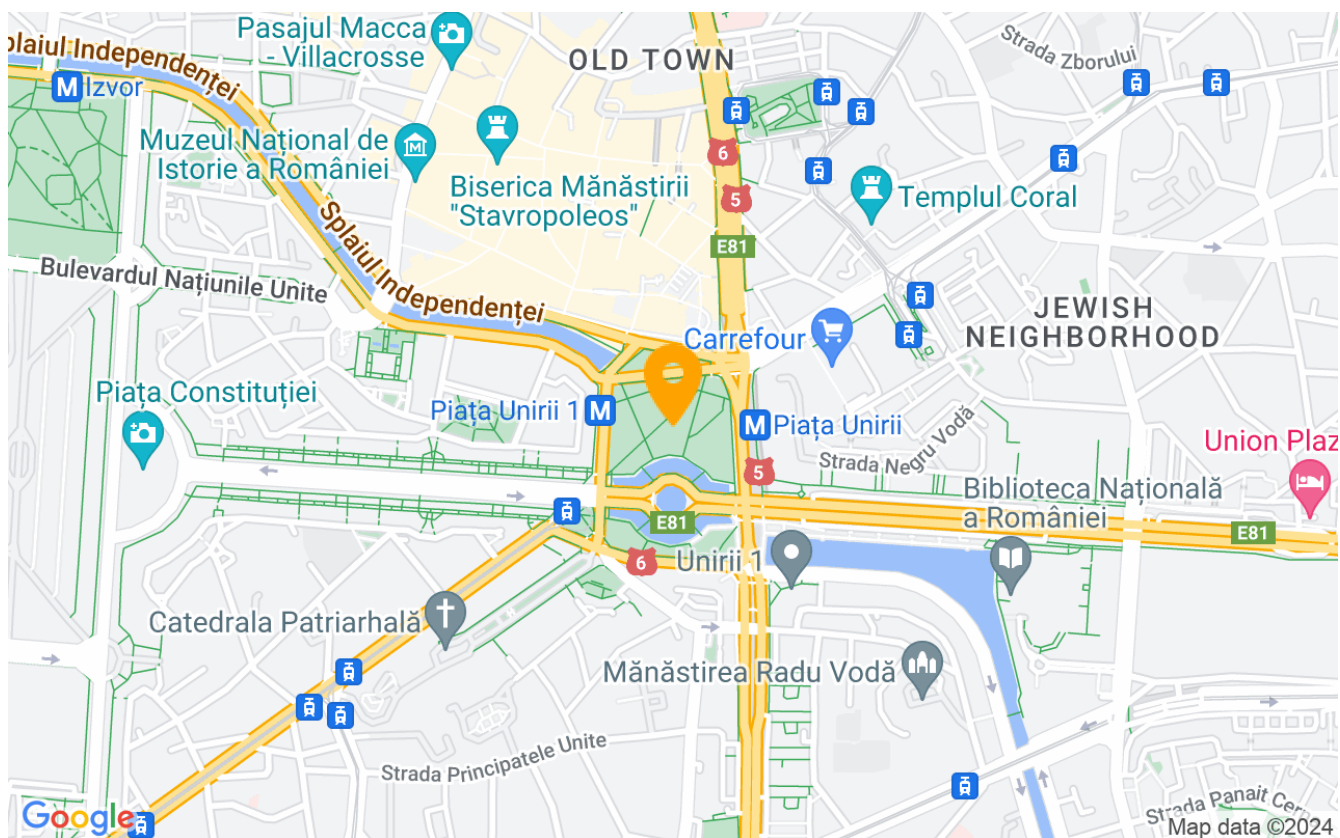 Pasajul Macca
- Villacrosse
OLD TOWN
Strada Zborului
Splaiul Independenței
M Izvor
6
Muzeul Național de
Istorie a României
M
Biserica Mănăstirii
"Stavropoleos"
5
Templul Coral
E81
Splaiul Independenței
Bulevardul Națiunile Unite
JEWISH
NEIGHBORHOOD
Carrefour
Piața Constituției
Piața Unirii 1 M
M Piața Unirii
Strada Negru Vodă
Union Plaz
5
Biblioteca Națională
a României
E81
E81
6
Unirii 1
Catedrala Patriarhală
Mănăstirea Radu Vodă
Strada Principatele Unite
Google
Strada Panait Cer
Map data ©2024